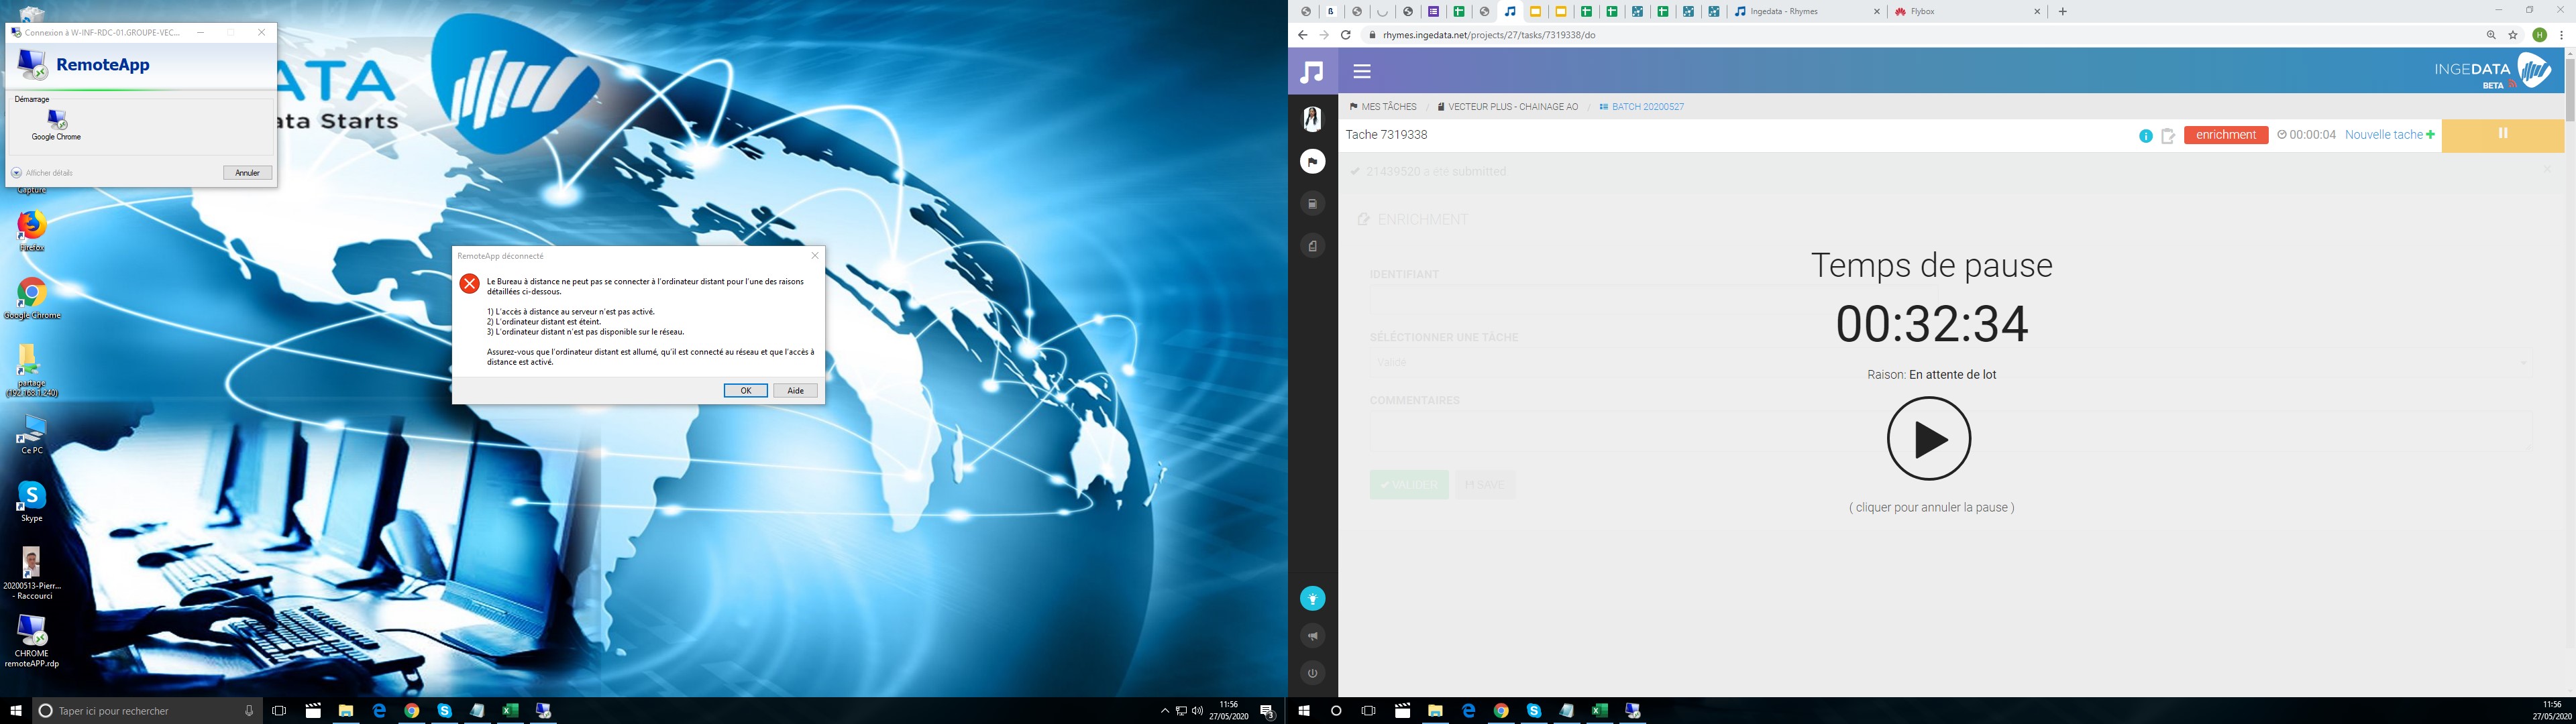 Connexion à W-INF-RDC-01.GROUPE-VEC...
RemoteApp
Démarrage
Google Chrome
Afficher détails
Annuler
ATA
ata Starts
Capture
Firefox
Google Chrome
partage
(192.168.1.240)
Ce PC
Skype
20200513-Pierr...
- Raccourci
CHROME
remoteAPP.rdp
RemoteApp déconnecté
Le Bureau à distance ne peut pas se connecter à l'ordinateur distant pour l'une des raisons
détaillées ci-dessous.
1) L'accès à distance au serveur n'est pas activé.
2) L'ordinateur distant est éteint.
3) L'ordinateur distant n'est pas disponible sur le réseau.
Assurez-vous que l'ordinateur distant est allumé, qu'il est connecté au réseau et que l'accès à
distance est activé.
OK
Aide
Taper ici pour rechercher
11:56
27/05/2020
3
Ingedata - Rhymes
Flybox
rhymes.ingedata.net/projects/27/tasks/7319338/do
H
INGEDATA
BETA
MES TÂCHES / VECTEUR PLUS - CHAINAGE AO / BATCH 20200527
Tache 7319338
enrichment
00:00:04
Nouvelle tache
21439520 a été submitted
ENRICHMENT
IDENTIFIANT
SÉLÉCTIONNER UNE TÂCHE
Valide
COMMENTAIRES
VALIDER
SAVE
Temps de pause
00:32:34
Raison: En attente de lot
( cliquer pour annuler la pause )
11:56
27/05/2020